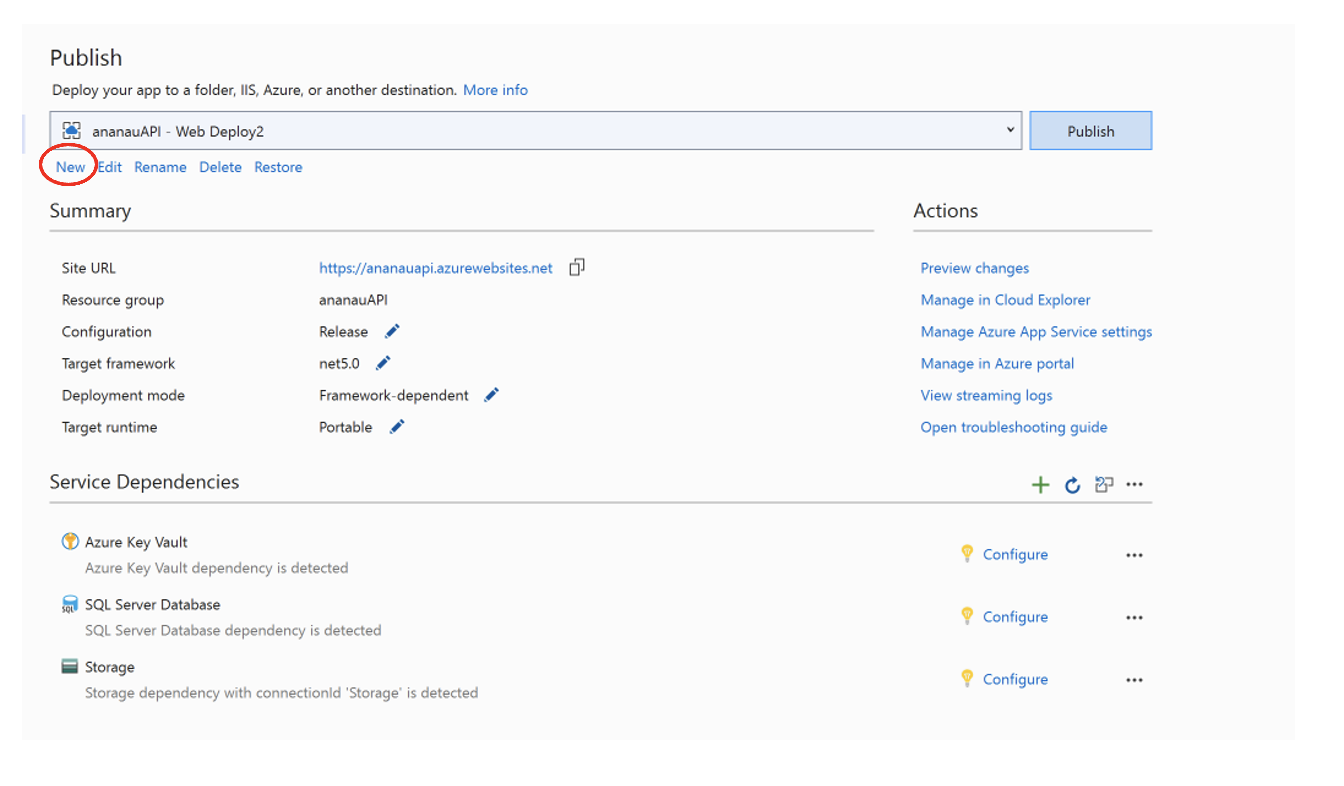 Publish
Deploy your app to a folder, IIS, Azure, or another destination. More info
ananauAPI - Web Deploy2
Publish
New Edit Rename Delete Restore
Summary
Site URL https://ananauapi.azurewebsites.net
Resource group ananauAPI
Configuration Release
Target framework net5.0
Deployment mode Framework-dependent
Target runtime Portable
Actions
Preview changes
Manage in Cloud Explorer
Manage Azure App Service settings
Manage in Azure portal
View streaming logs
Open troubleshooting guide
Service Dependencies
Azure Key Vault
Azure Key Vault dependency is detected
Configure
SQL
SQL Server Database
SQL Server Database dependency is detected
Configure
Storage
Storage dependency with connectionId 'Storage' is detected
Configure